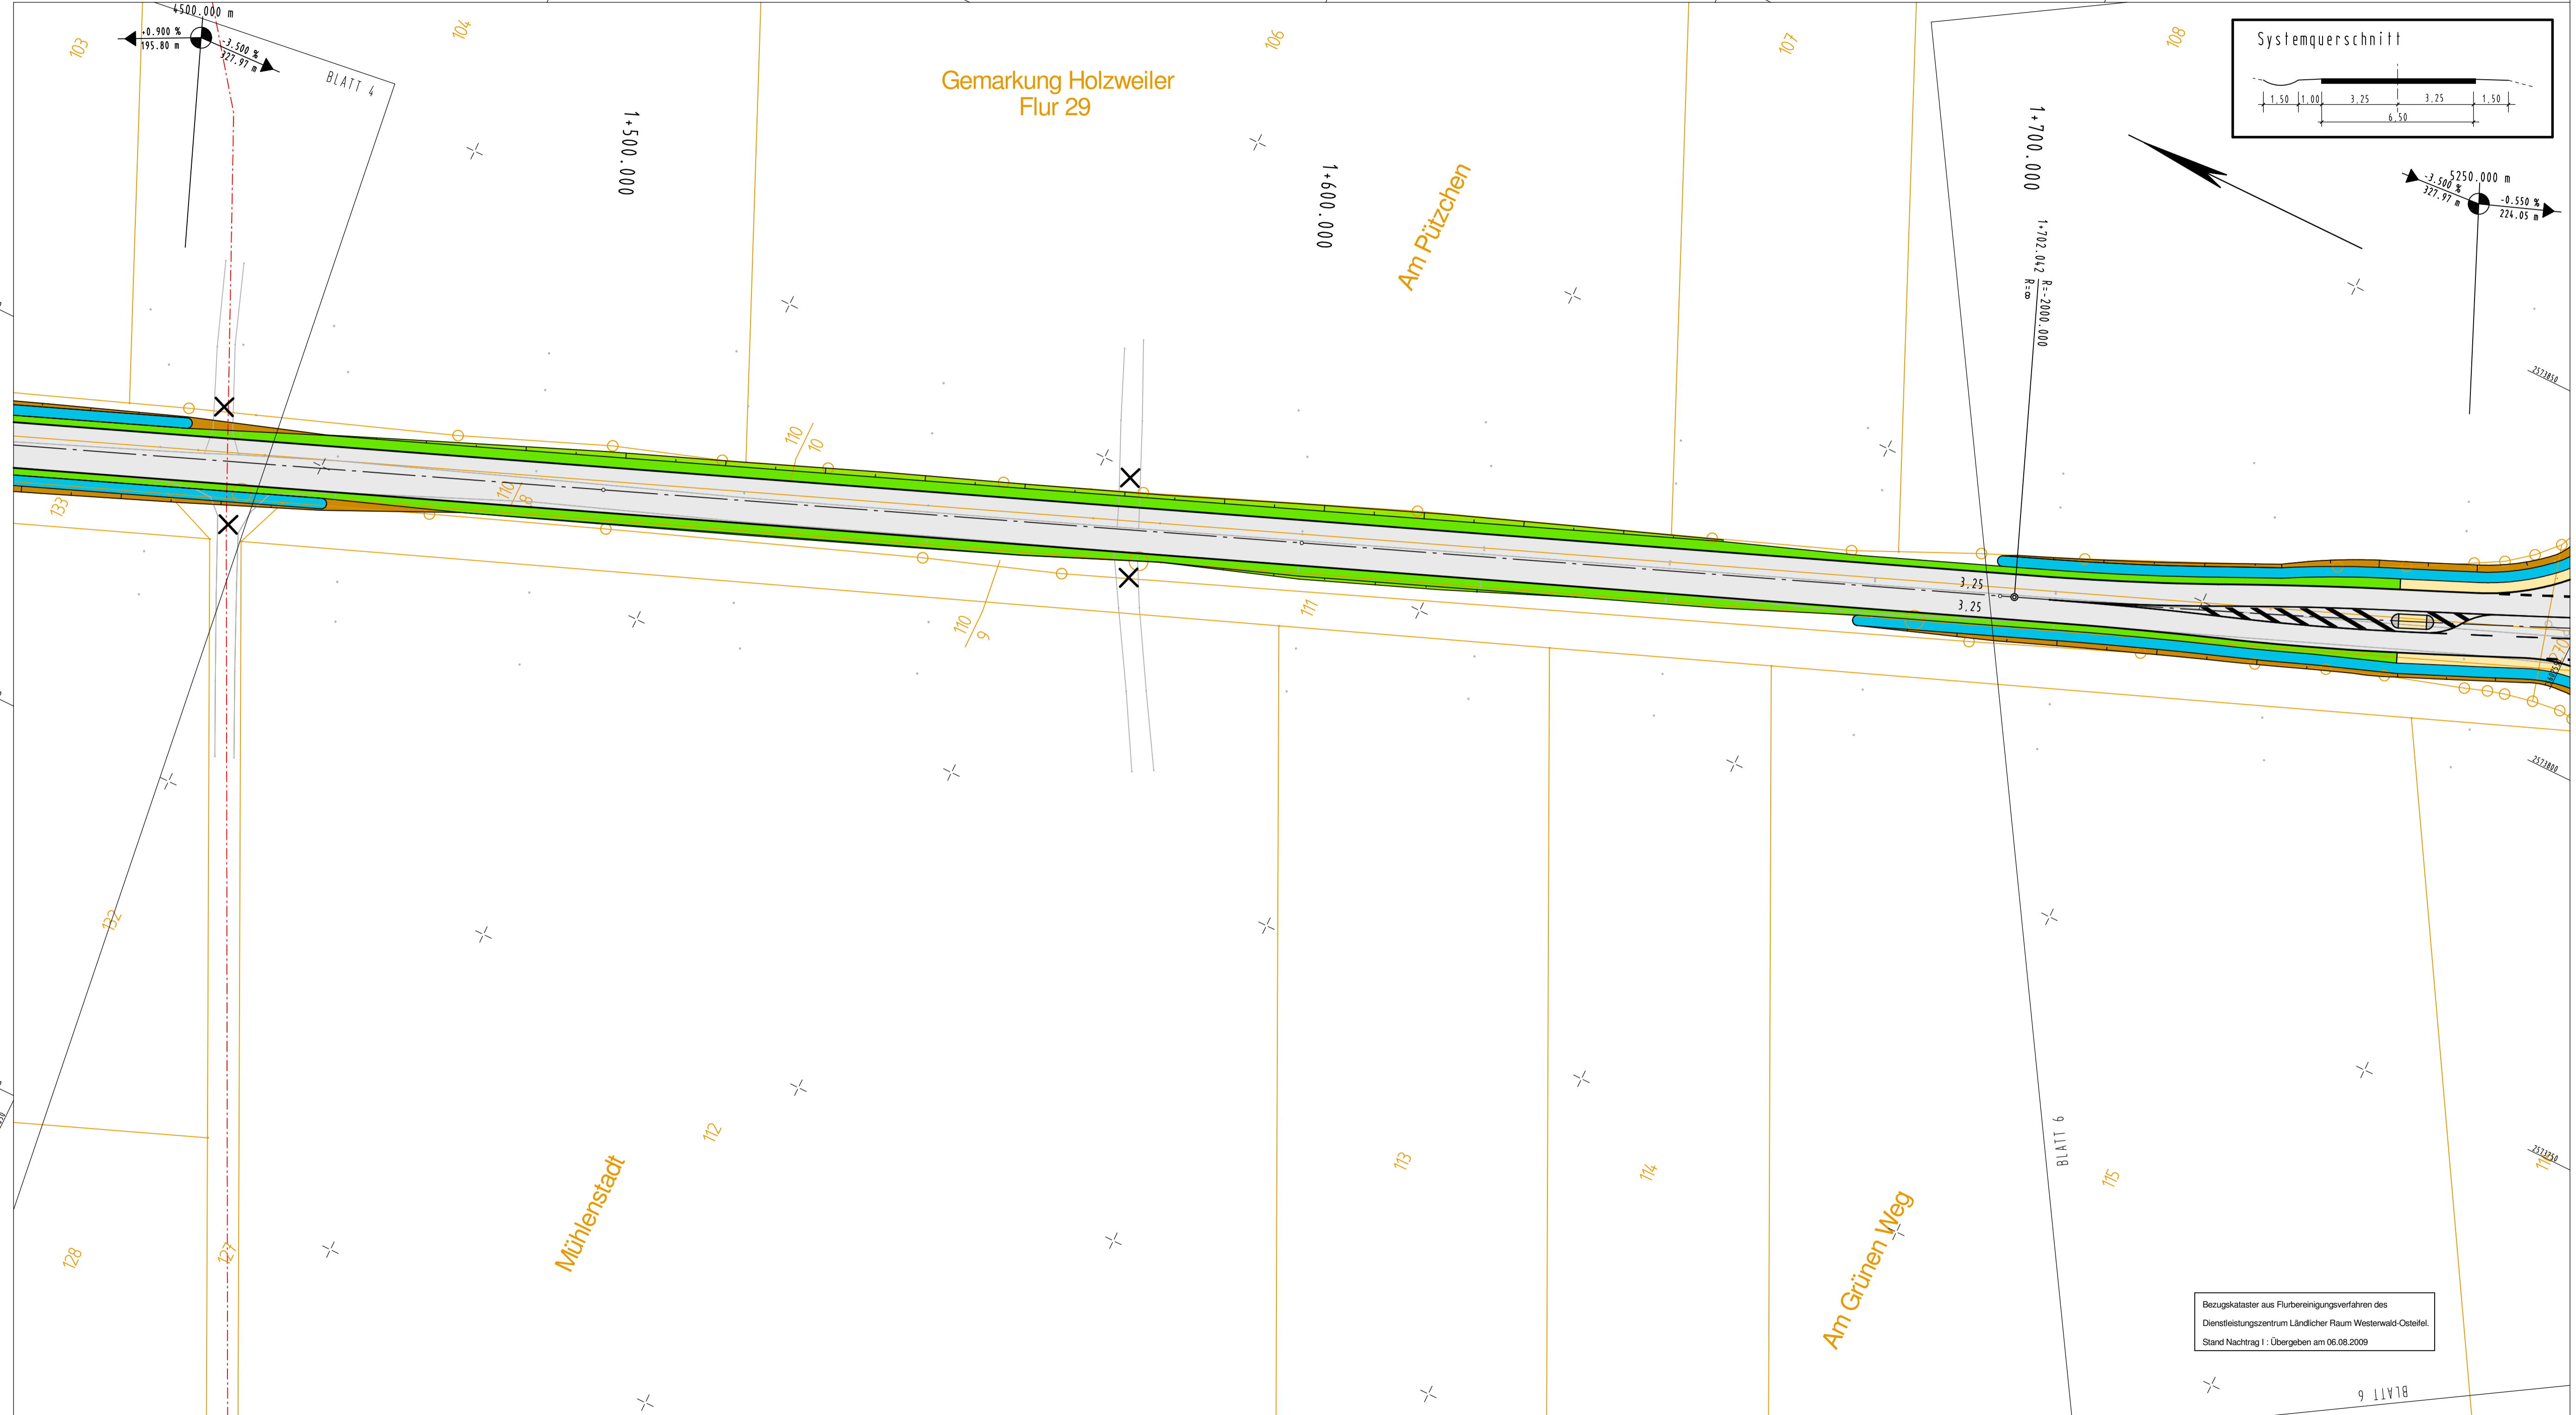 4500.000 m
+0.900 %
195.80 m
-3.500 %
327.97 m
BLATT 4
103
104
106
107
108
Gemarkung Holzweiler
Flur 29
1+500.000
1+600.000
1+700.000
Am Pützchen
1+702.042
R=-2000.000
R=∞
Systemquerschnitt
1,50
1,00
3,25
3,25
1,50
6,50
5250.000 m
-3.500 %
327.97 m
-0.550 %
224.05 m
2573850
133
110
8
110
10
110
9
111
3.25
3.25
2573800
132
128
127
112
113
114
115
Mühlenstadt
Am Grünen Weg
BLATT 6
2573750
Bezugskataster aus Flurbereinigungsverfahren des
Dienstleistungszentrum Ländlicher Raum Westerwald-Osteifel.
Stand Nachtrag I : Übergeben am 06.08.2009
BLATT 6